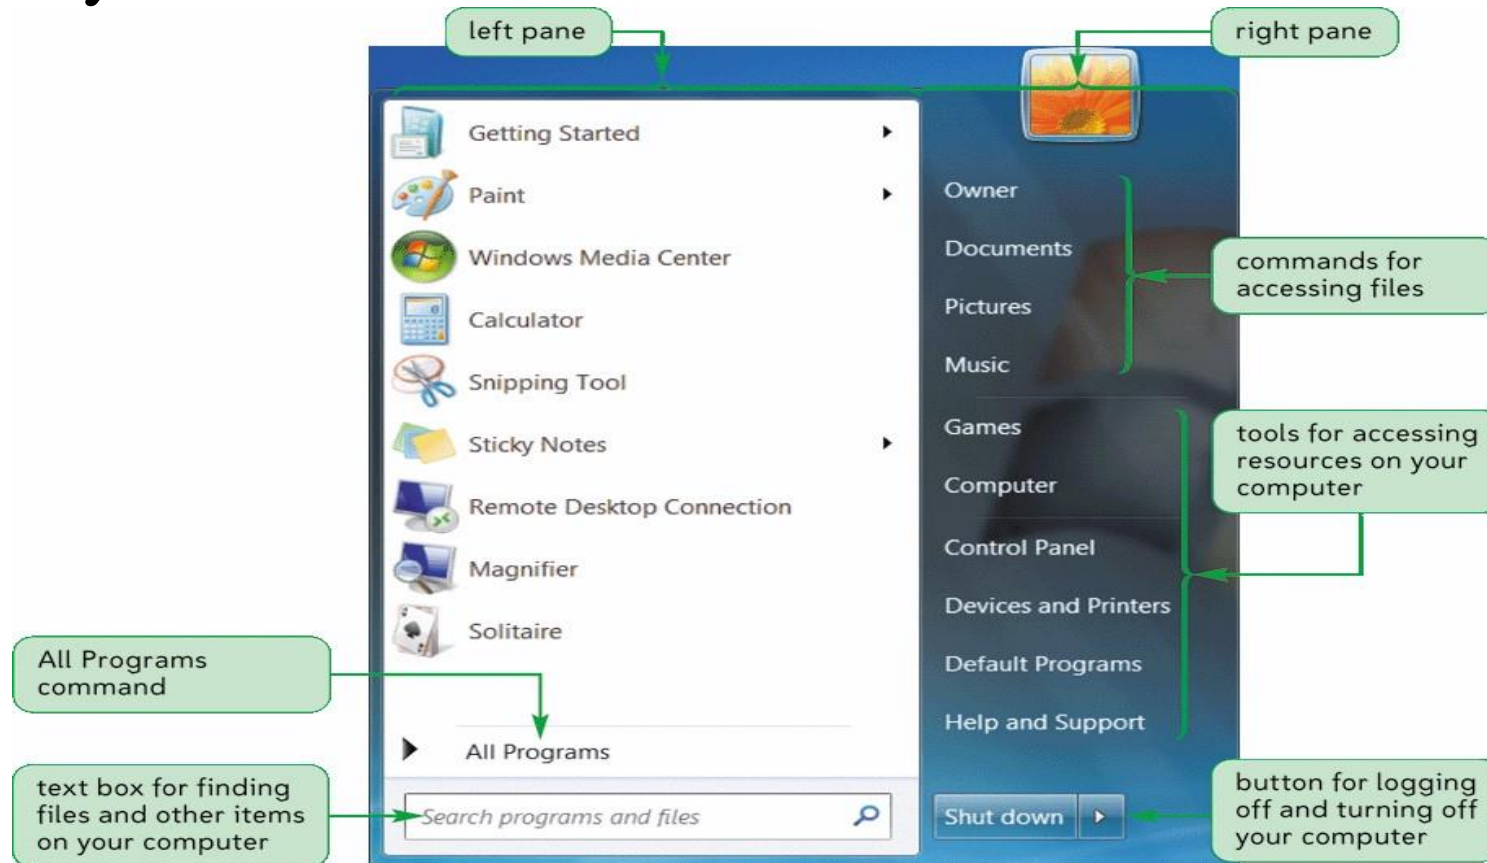 left pane
right pane
Getting Started
Paint
Windows Media Center
Calculator
Snipping Tool
Sticky Notes
Remote Desktop Connection
Magnifier
Solitaire
All Programs
Search programs and files
Owner
Documents
Pictures
Music
Games
Computer
Control Panel
Devices and Printers
Default Programs
Help and Support
Shut down
commands for
accessing files
tools for accessing
resources on your
computer
button for logging
off and turning off
your computer
All Programs
command
text box for finding
files and other items
on your computer